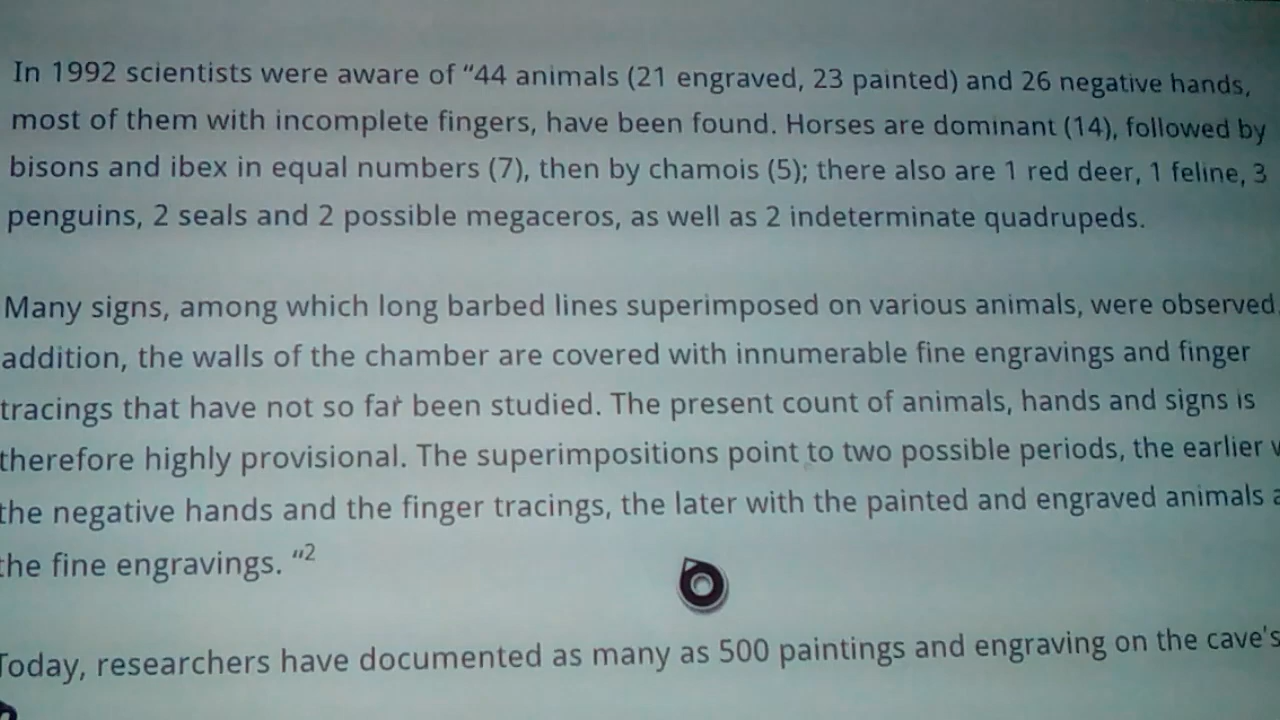 In 1992 scientists were aware of “44 animals (21 engraved, 23 painted) and 26 negative hands,
most of them with incomplete fingers, have been found. Horses are dominant (14), followed by
bisons and ibex in equal numbers (7), then by chamois (5); there also are 1 red deer, 1 feline, 3
penguins, 2 seals and 2 possible megaceros, as well as 2 indeterminate quadrupeds.
Many signs, among which long barbed lines superimposed on various animals, were observed.
addition, the walls of the chamber are covered with innumerable fine engravings and finger
tracings that have not so far been studied. The present count of animals, hands and signs is
therefore highly provisional. The superimpositions point to two possible periods, the earlier
the negative hands and the finger tracings, the later with the painted and engraved animals
the fine engravings. “2
Today, researchers have documented as many as 500 paintings and engraving on the cave's